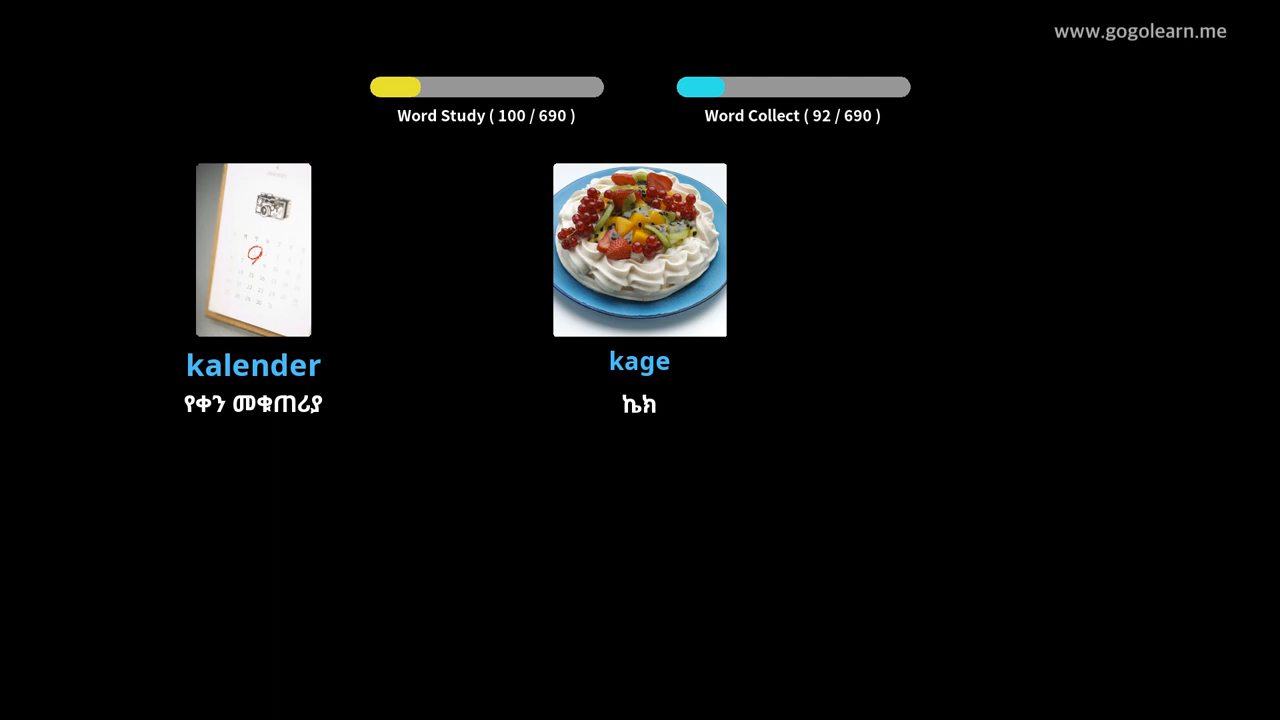 www.gogolearn.me
Word Study ( 100 / 690 )
Word Collect ( 92 / 690 )
kalender
kage
የቀን መቁጠሪያ
ኬክ